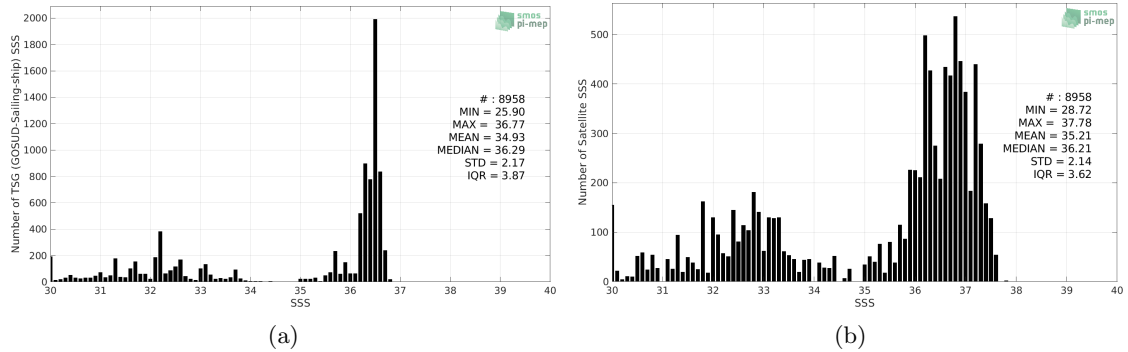 smos
pi-mep
Number of TSG (GOSUD-Sailing-ship) SSS
2000
1800
1600
1400
1200
1000
800
600
400
200
0
# : 8958
MIN = 25.90
MAX = 36.77
MEAN = 34.93
MEDIAN = 36.29
STD = 2.17
IQR = 3.87
30 31 32 33 34 35 36 37 38 39 40
SSS
(a)
smos
pi-mep
Number of Satellite SSS
500
400
300
200
100
0
# : 8958
MIN = 28.72
MAX = 37.78
MEAN = 35.21
MEDIAN = 36.21
STD = 2.14
IQR = 3.62
30 31 32 33 34 35 36 37 38 39 40
SSS
(b)